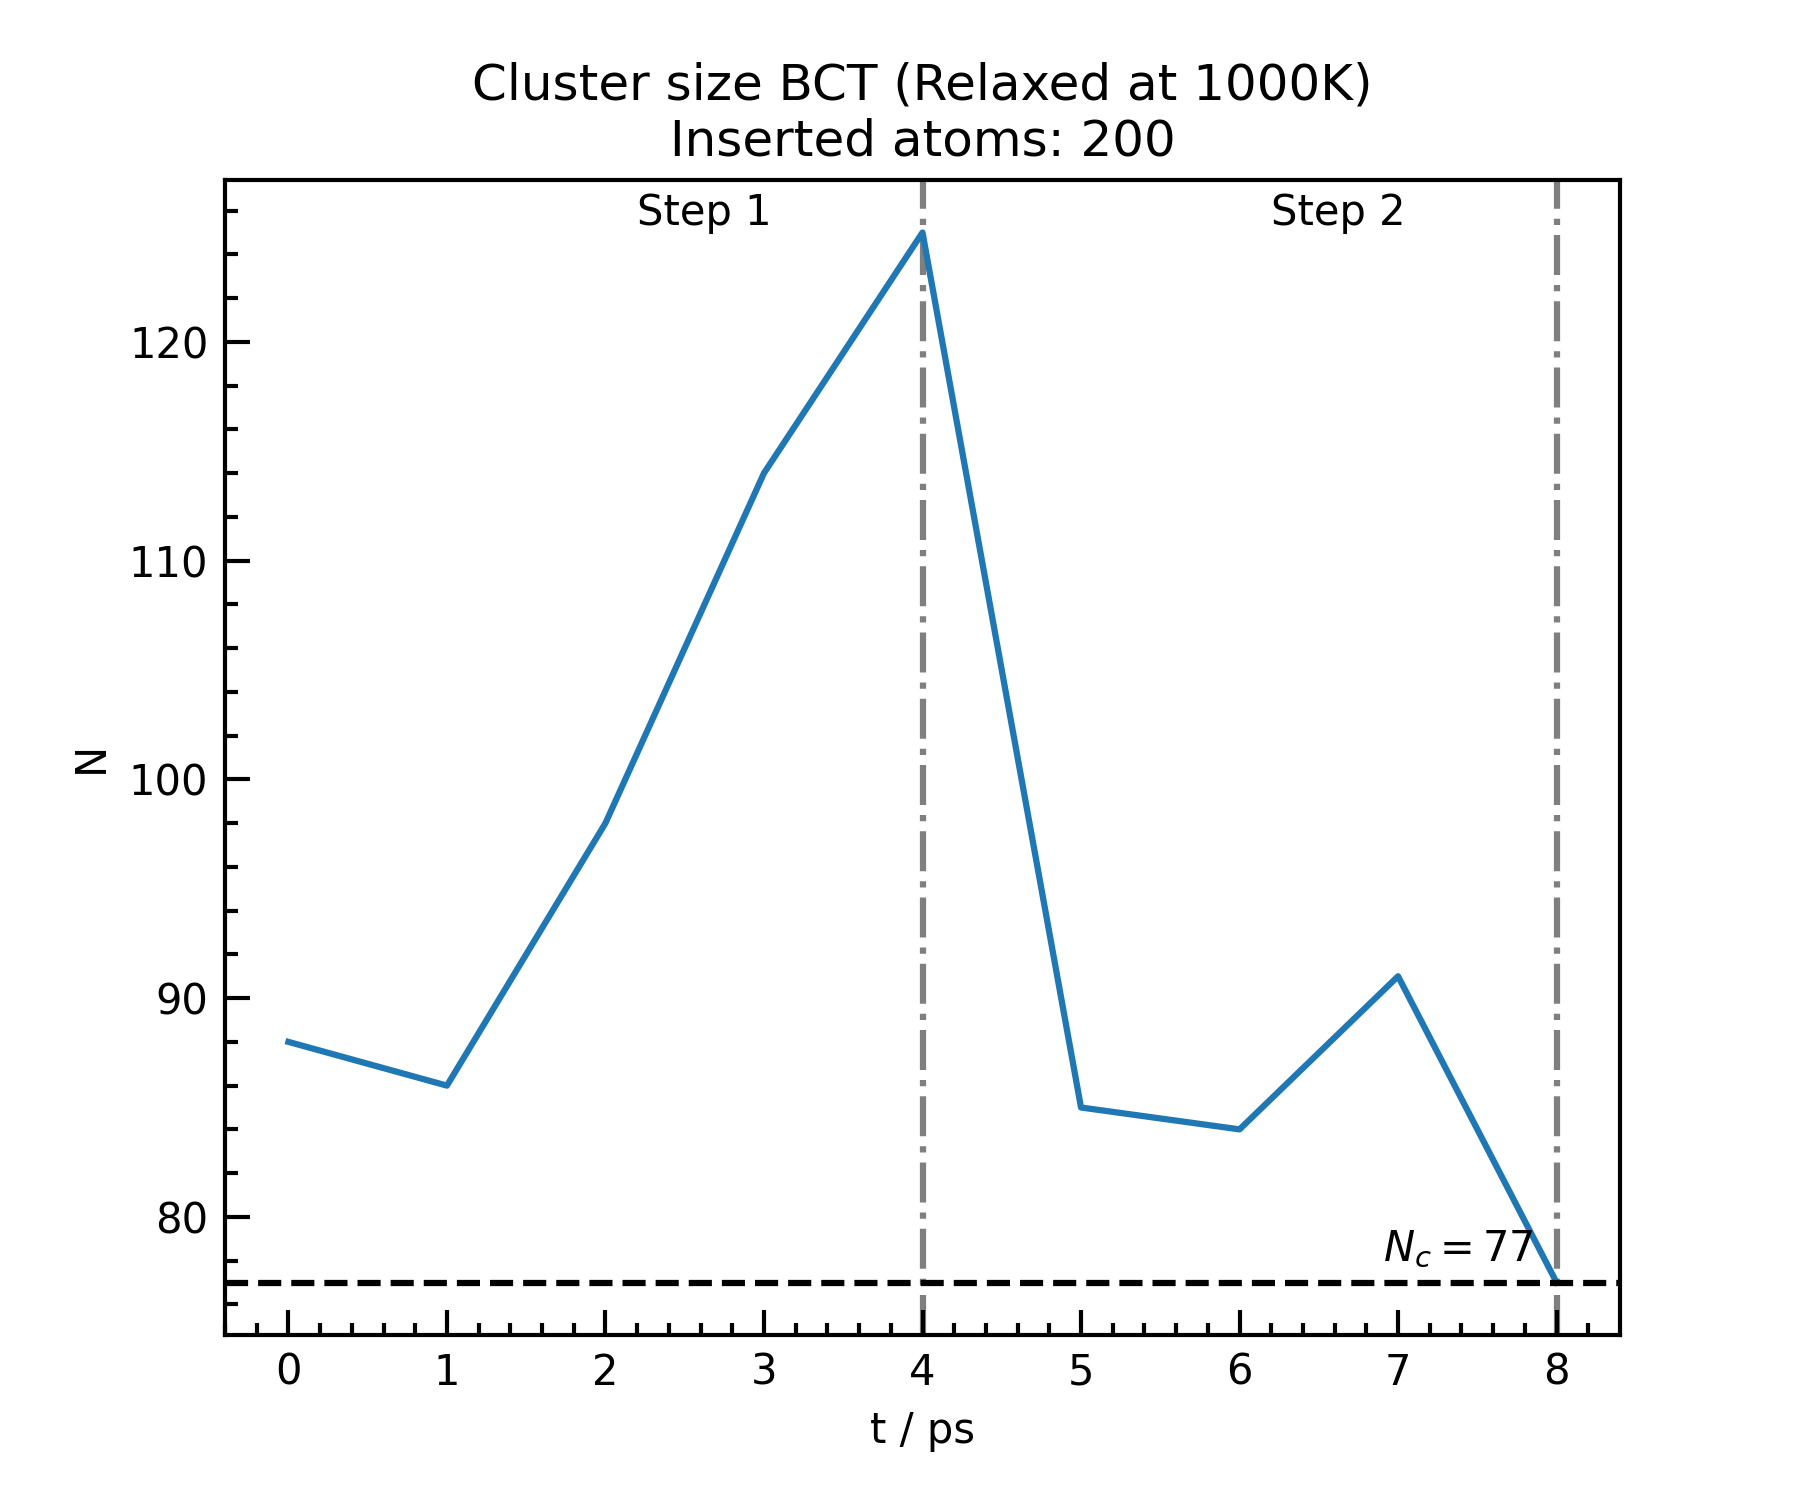 Cluster size BCT (Relaxed at 1000K)
Inserted atoms: 200
Step 1
Step 2
120
110
100
90
80
N
N_c = 77
0 1 2 3 4 5 6 7 8
t / ps